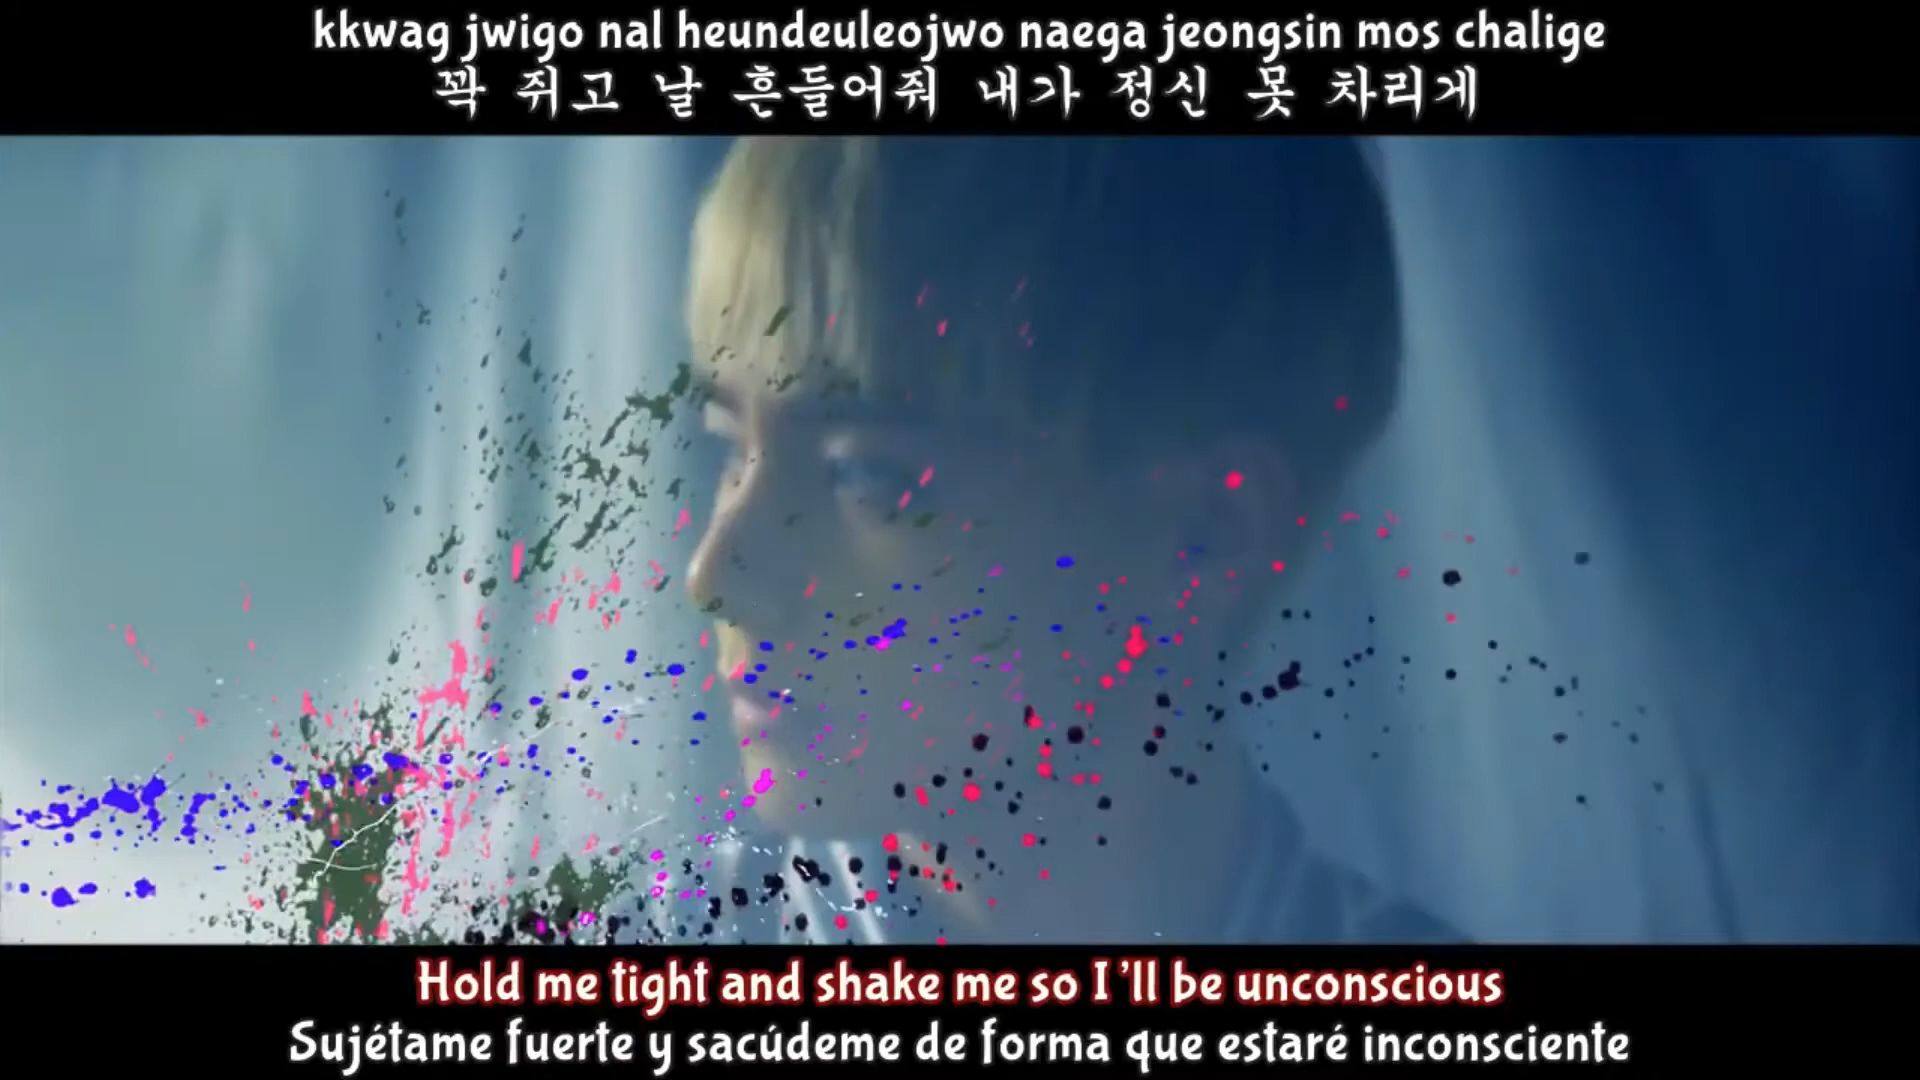 kkwag jwigo nal heundeuleojwo naega jeongsin mos chalige
꽉 쥐고 날 흔들어줘 내가 정신 못 차리게
Hold me tight and shake me so I'll be unconscious
Sujétame fuerte y sacúdeme de forma que estaré inconsciente